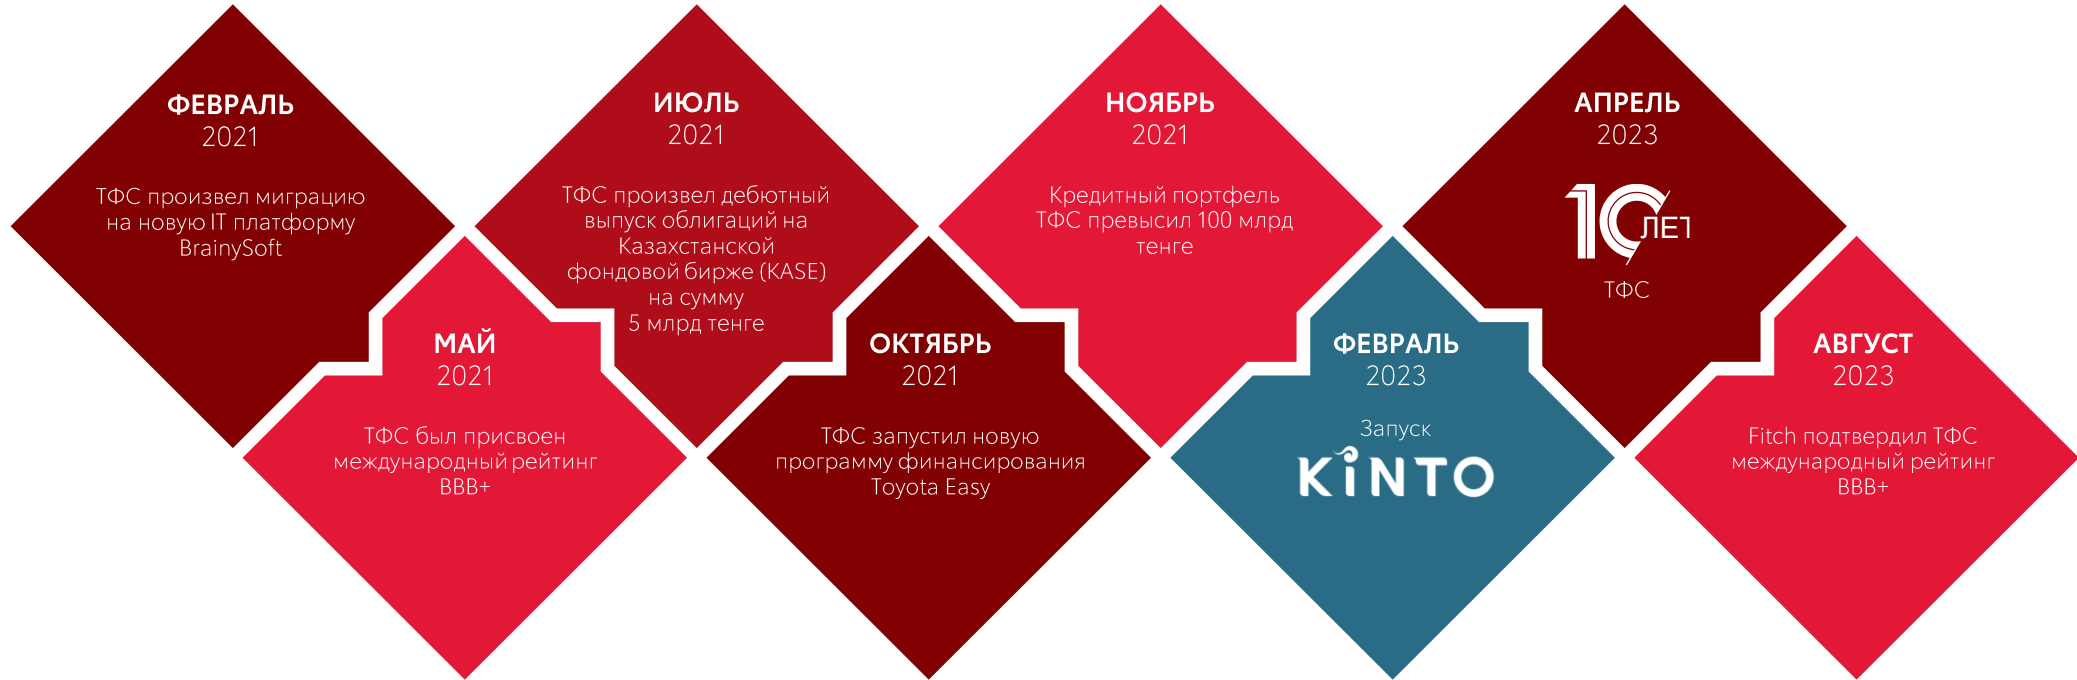 ФЕВРАЛЬ
2021
ТФС произвел миграцию
на новую IT платформу
BrainySoft
МАЙ
2021
ТФС был присвоен
международный рейтинг
BBB+
ИЮЛЬ
2021
ТФС произвел дебютный
выпуск облигаций на
Казахстанской
фондовой бирже (KASE)
на сумму
5 млрд тенге
ОКТЯБРЬ
2021
ТФС запустил новую
программу финансирования
Toyota Easy
НОЯБРЬ
2021
Кредитный портфель
ТФС превысил 100 млрд
тенге
ФЕВРАЛЬ
2023
Запуск
KiNTO
АПРЕЛЬ
2023
10 ЛЕТ
ТФС
АВГУСТ
2023
Fitch подтвердил ТФС
международный рейтинг
BBB+